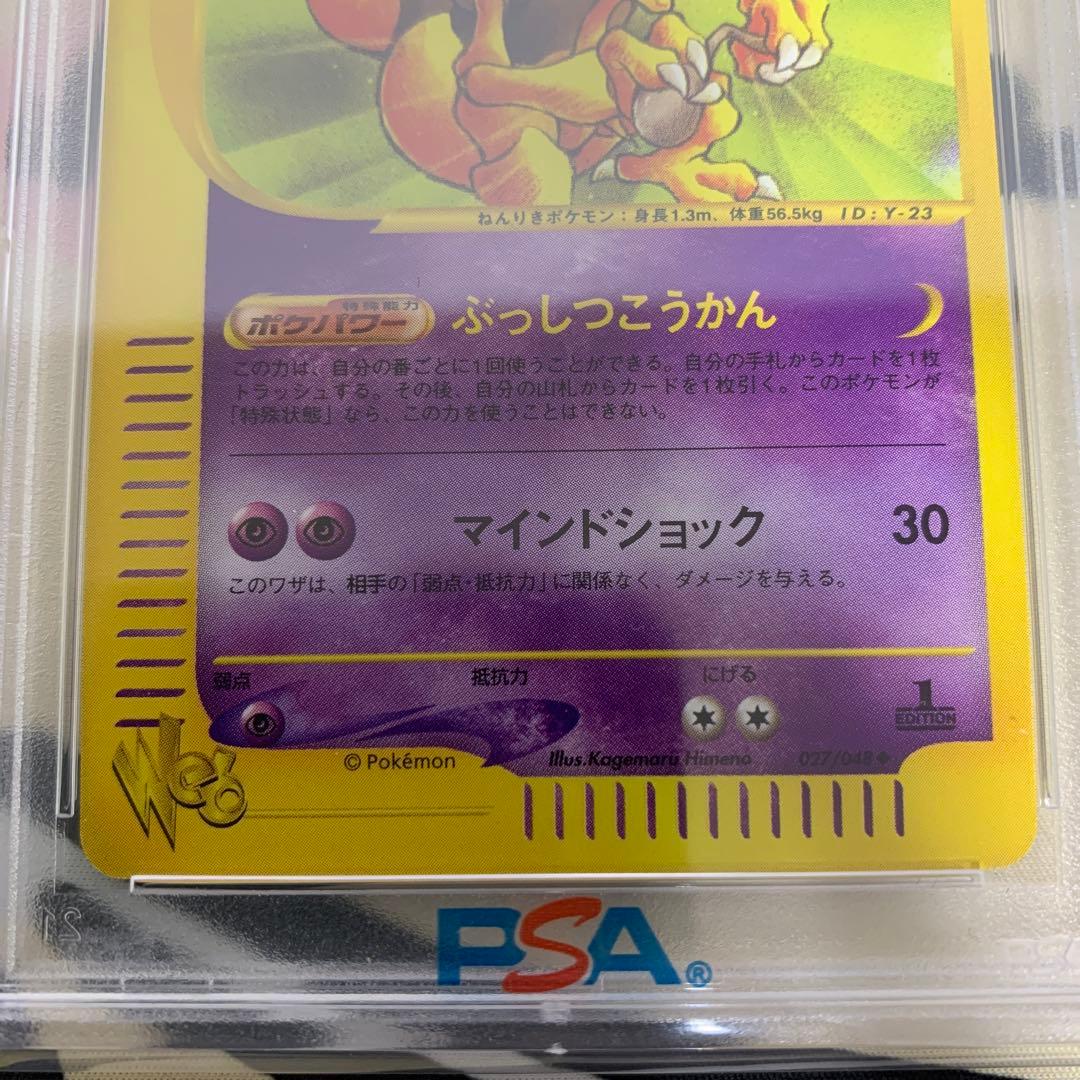 ねんりきポケモン：身長1.3m、体重56.5kg ID：Y-23
特殊能力
ポケパワー ぶっしつこうかん
この力は、自分の番ごとに1回使うことができる。自分の手札からカードを1枚
トラッシュする。その後、自分の山札からカードを1枚引く。このポケモンが
「特殊状態」なら、この力を使うことはできない。
マインドショック 30
このワザは、相手の「弱点・抵抗力」に関係なく、ダメージを与える。
弱点 抵抗力 にげる
1
EDITION
Web
© Pokémon Illus.Kagemaru Himeno 027/048 ◆
PSA®